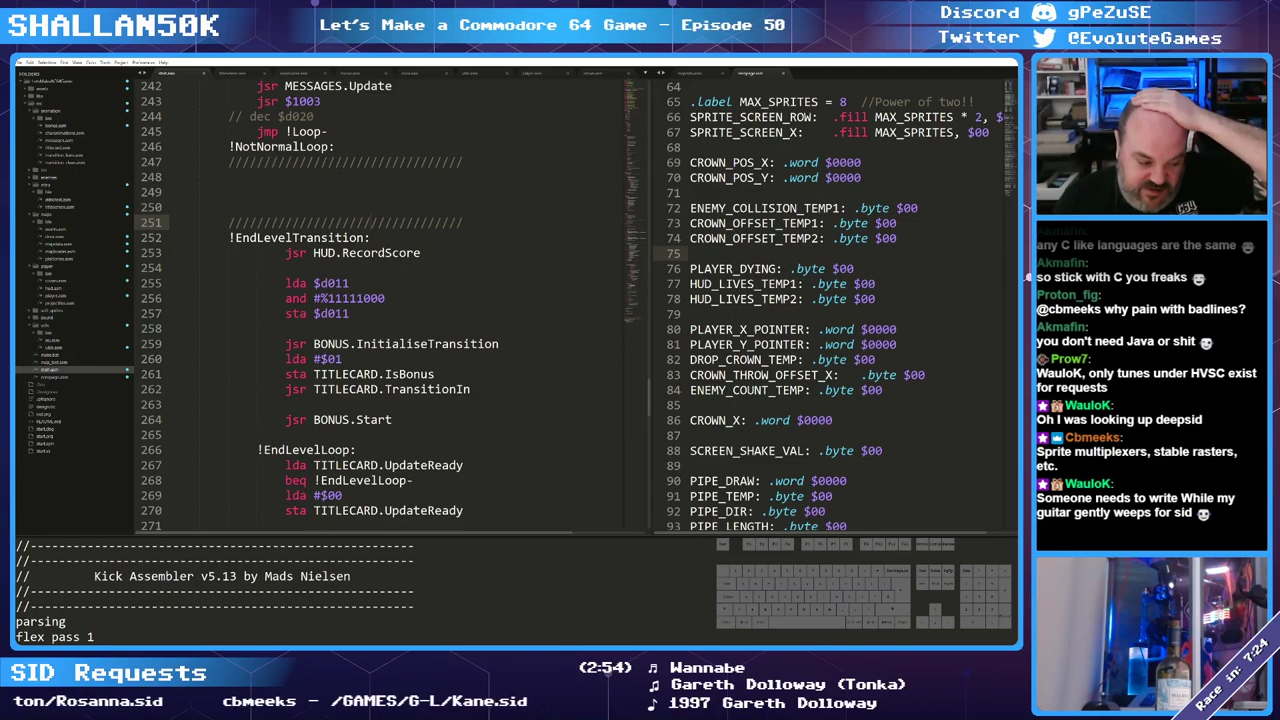 SHALLAN50K
Let's Make a Commodore 64 Game - Episode 50
Discord gPeZuSE
Twitter @EvoluteGames
FOLDERS
242 jsr MESSAGES.Update
243 jsr $1003
244 // dec $d020
245 jmp !Loop-
246 !NotNormalLoop:
247 /////////////////////////////////
248
249
250
251 /////////////////////////////////
252 !EndLevelTransition:
253 jsr HUD.RecordScore
254
255 lda $d011
256 and #%11111000
257 sta $d011
258
259 jsr BONUS.InitialiseTransition
260 lda #$01
261 sta TITLECARD.IsBonus
262 jsr TITLECARD.TransitionIn
263
264 jsr BONUS.Start
265
266 !EndLevelLoop:
267 lda TITLECARD.UpdateReady
268 beq !EndLevelLoop-
269 lda #$00
270 sta TITLECARD.UpdateReady
271
64
65 .label MAX_SPRITES = 8 //Power of two!!
66 SPRITE_SCREEN_ROW: .fill MAX_SPRITES * 2, $
67 SPRITE_SCREEN_X: .fill MAX_SPRITES, $00
68
69 CROWN_POS_X: .word $0000
70 CROWN_POS_Y: .word $0000
71
72 ENEMY_COLLISION_TEMP1: .byte $00
73 CROWN_OFFSET_TEMP1: .byte $00
74 CROWN_OFFSET_TEMP2: .byte $00
75
76 PLAYER_DYING: .byte $00
77 HUD_LIVES_TEMP1: .byte $00
78 HUD_LIVES_TEMP2: .byte $00
79
80 PLAYER_X_POINTER: .word $0000
81 PLAYER_Y_POINTER: .word $0000
82 DROP_CROWN_TEMP: .byte $00
83 CROWN_THROW_OFFSET_X: .byte $00
84 ENEMY_COUNT_TEMP: .byte $00
85
86 CROWN_X: .word $0000
87
88 SCREEN_SHAKE_VAL: .byte $00
89
90 PIPE_DRAW: .word $0000
91 PIPE_TEMP: .byte $00
92 PIPE_DIR: .byte $00
93 PIPE_LENGTH: .byte $00
//------------------------------------------------------
//------------------------------------------------------
// Kick Assembler v5.13 by Mads Nielsen
//------------------------------------------------------
//------------------------------------------------------
parsing
flex pass 1
Akmafin:
any C like languages are the same
Akmafin:
so stick with C you freaks
Proton_fig:
@cbmeeks why pain with badlines?
Akmafin:
you don't need Java or shit
Prow7:
WauloK, only tunes under HVSC exist
for requests
WauloK:
Oh I was looking up deepsid
Cbmeeks:
Sprite multiplexers, stable rasters,
etc.
WauloK:
Someone needs to write While my
guitar gently weeps for sid
Race in: 7:24
SID Requests
(2:54) Wannabe
Gareth Dolloway (Tonka)
1997 Gareth Dolloway
ton/Rosanna.sid cbmeeks - /GAMES/G-L/Kane.sid